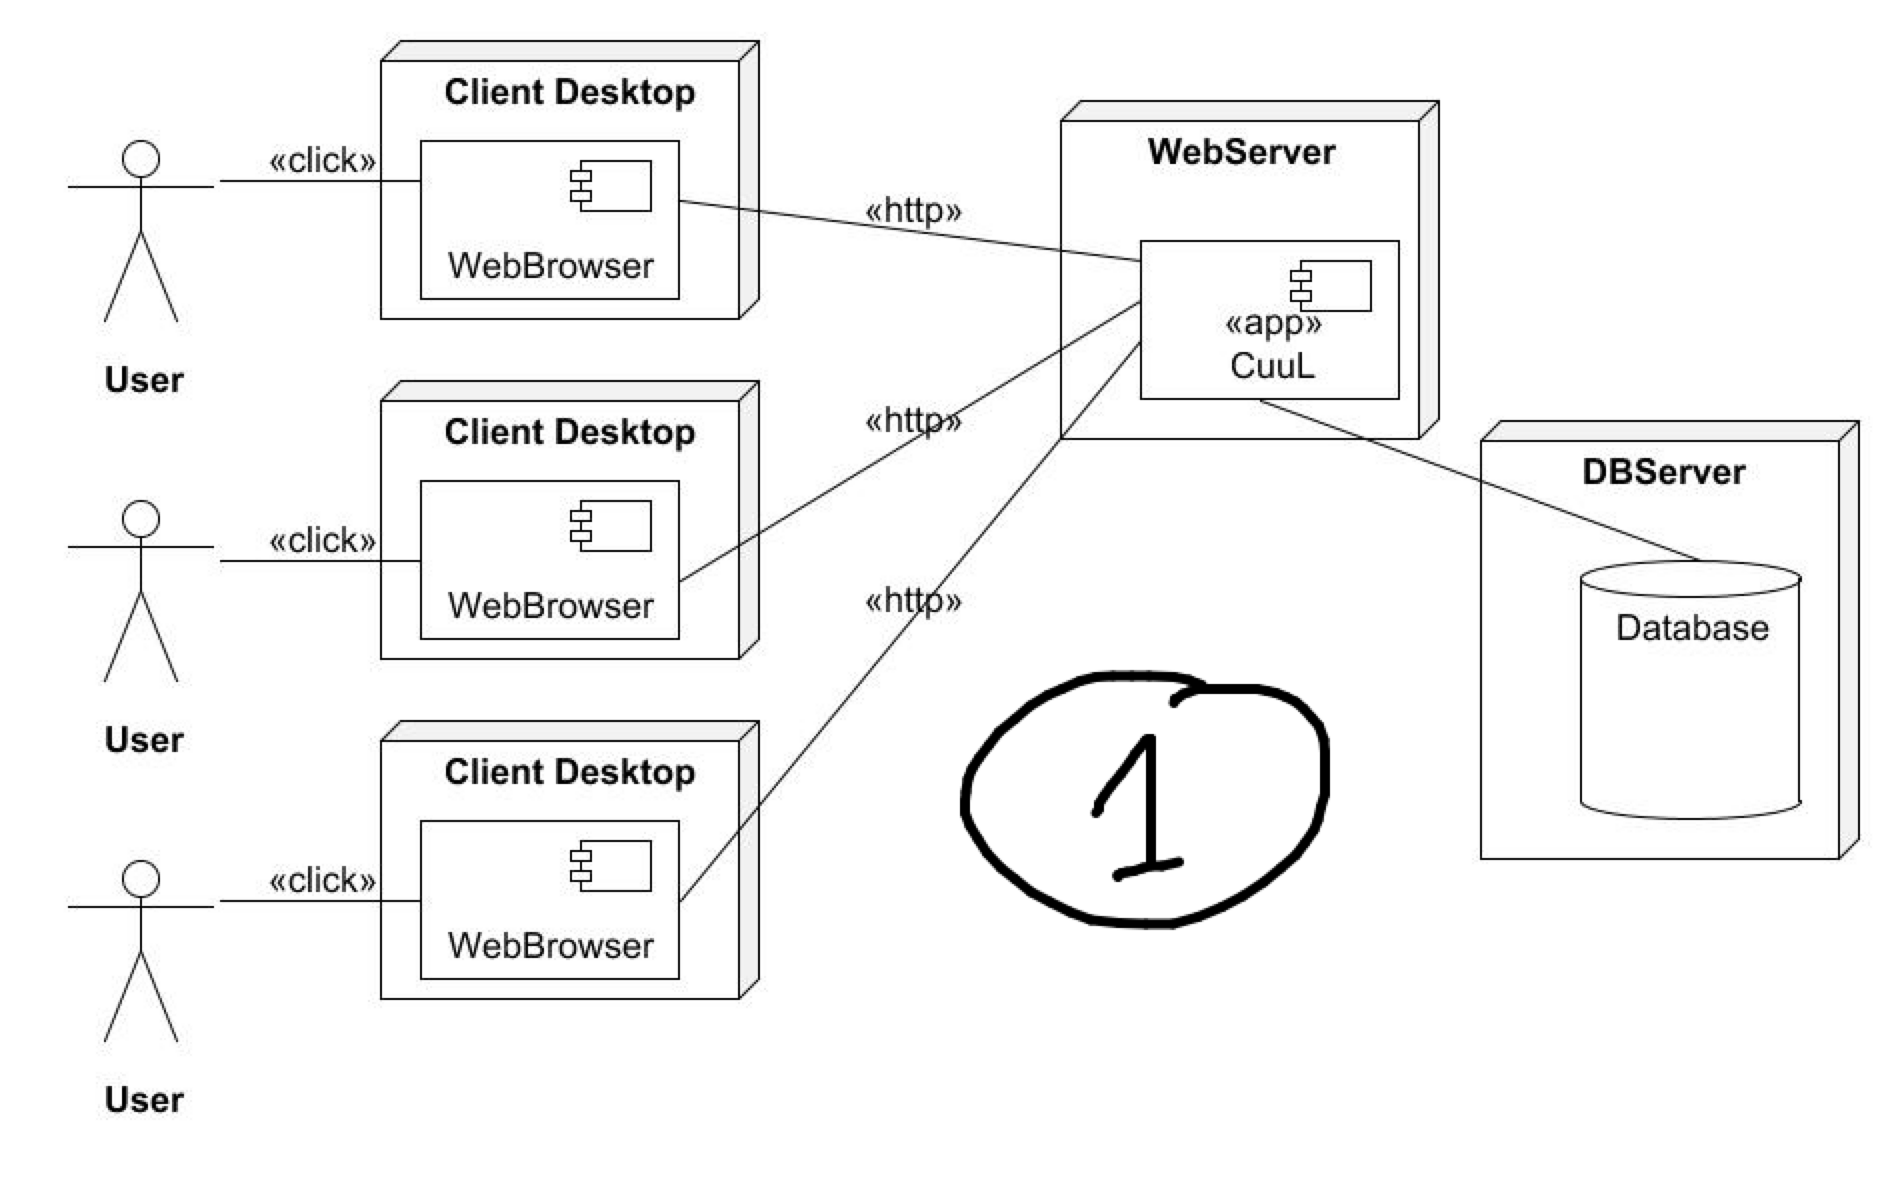 Client Desktop
«click»
WebBrowser
User
«http»
WebServer
«app»
CuuL
Client Desktop
«click»
WebBrowser
User
«http»
DBServer
Database
Client Desktop
«click»
WebBrowser
User
«http»
1